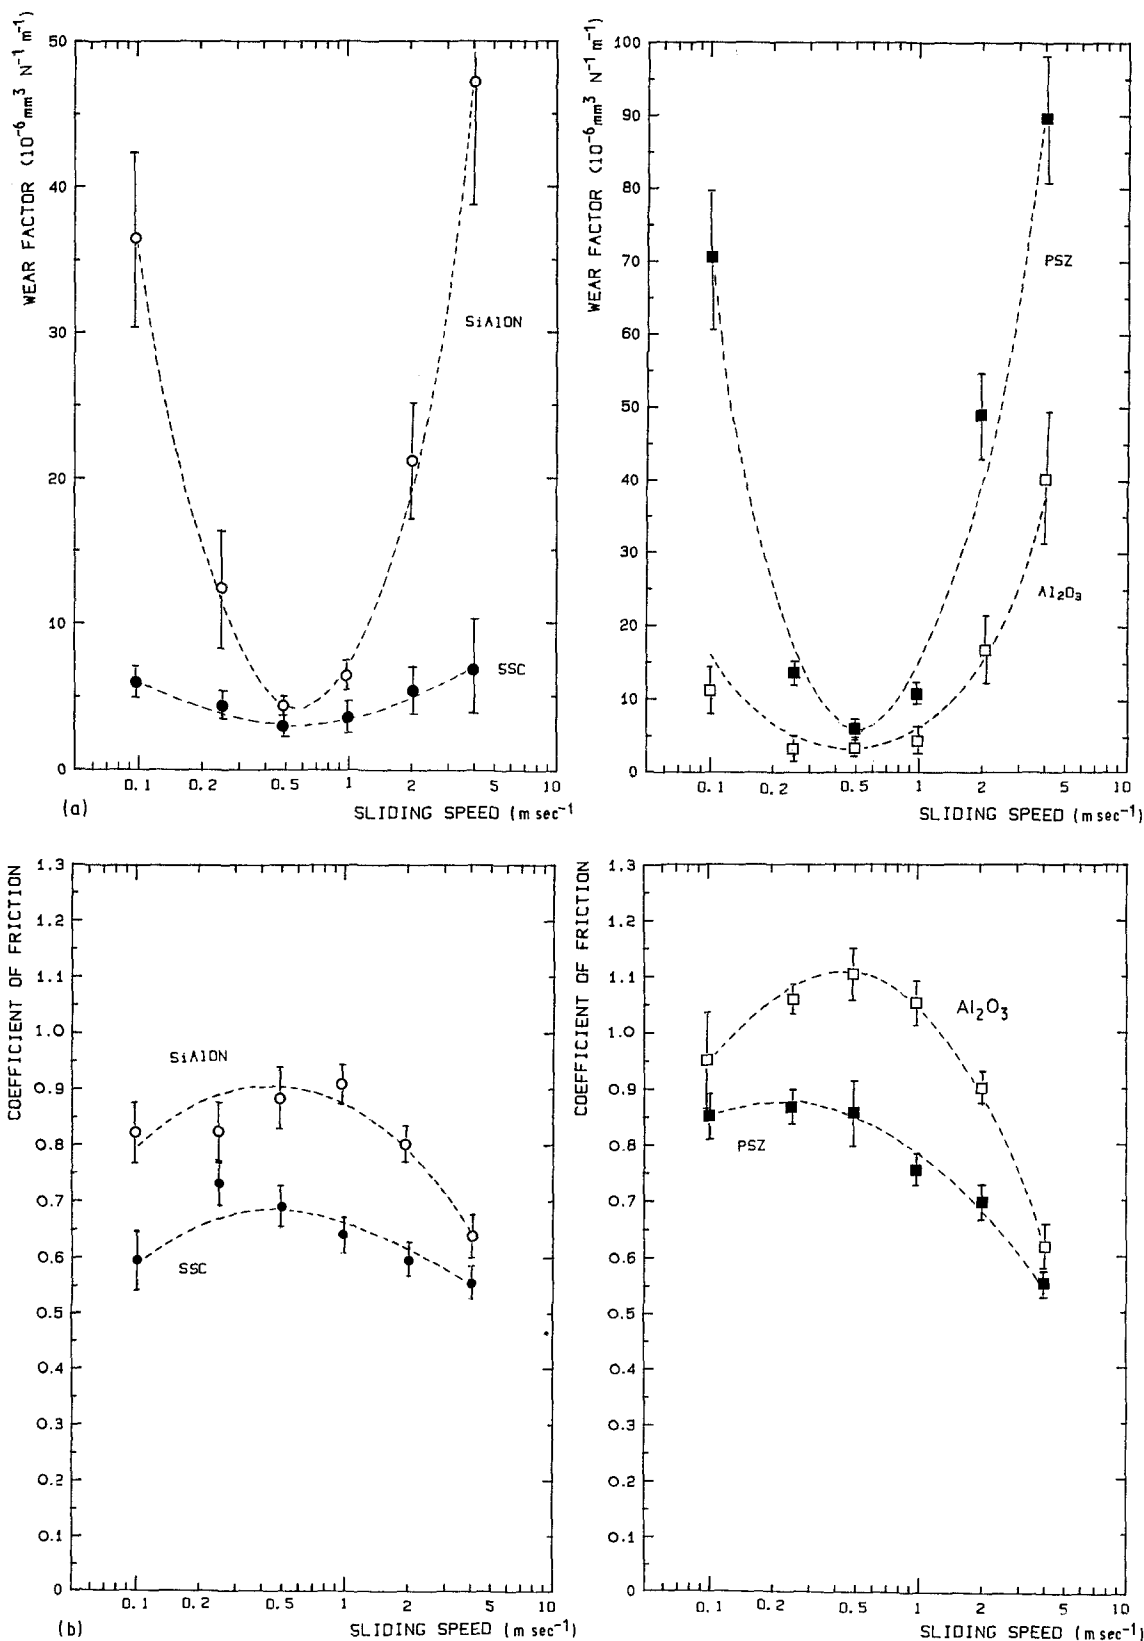 WEAR FACTOR (10⁻⁶mm³ N⁻¹m⁻¹)
50
40
30
20
10
0
SiAlON
SSC
0.1 0.2 0.5 1 2 5 10
(a)
SLIDING SPEED (m sec⁻¹
WEAR FACTOR (10⁻⁶mm³ N⁻¹m⁻¹)
100
90
80
70
60
50
40
30
20
10
0
PSZ
Al₂O₃
0.1 0.2 0.5 1 2 5 10
SLIDING SPEED (m sec⁻¹)
COEFFICIENT OF FRICTION
1.3
1.2
1.1
1.0
0.9
0.8
0.7
0.6
0.5
0.4
0.3
0.2
0.1
0
SiAlON
SSC
0.1 0.2 0.5 1 2 5 10
(b)
SLIDING SPEED (m sec⁻¹)
COEFFICIENT OF FRICTION
1.3
1.2
1.1
1.0
0.9
0.8
0.7
0.6
0.5
0.4
0.3
0.2
0.1
0
Al₂O₃
PSZ
0.1 0.2 0.5 1 2 5 10
SLIDING SPEED (m sec⁻¹)